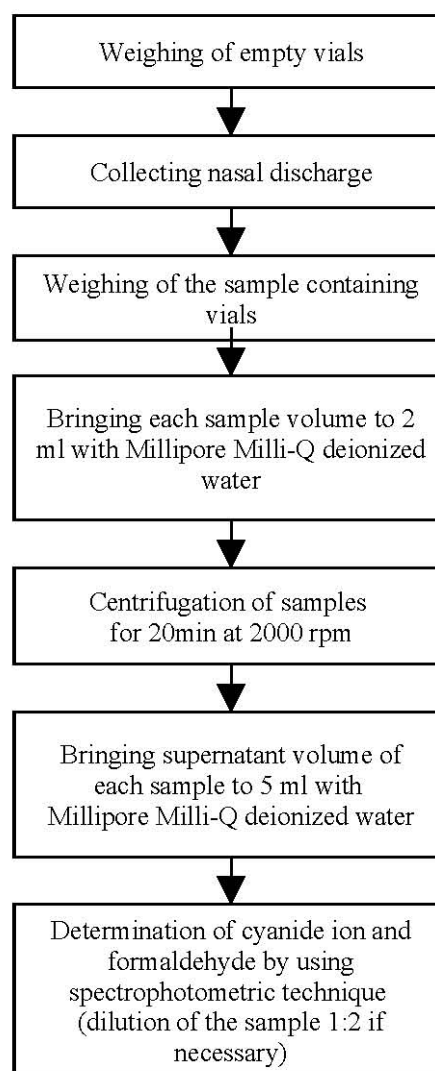 Weighing of empty vials
Collecting nasal discharge
Weighing of the sample containing
vials
Bringing each sample volume to 2
ml with Millipore Milli-Q deionized
water
Centrifugation of samples
for 20min at 2000 rpm
Bringing supernatant volume of
each sample to 5 ml with
Millipore Milli-Q deionized water
Determination of cyanide ion and
formaldehyde by using
spectrophotometric technique
(dilution of the sample 1:2 if
necessary)